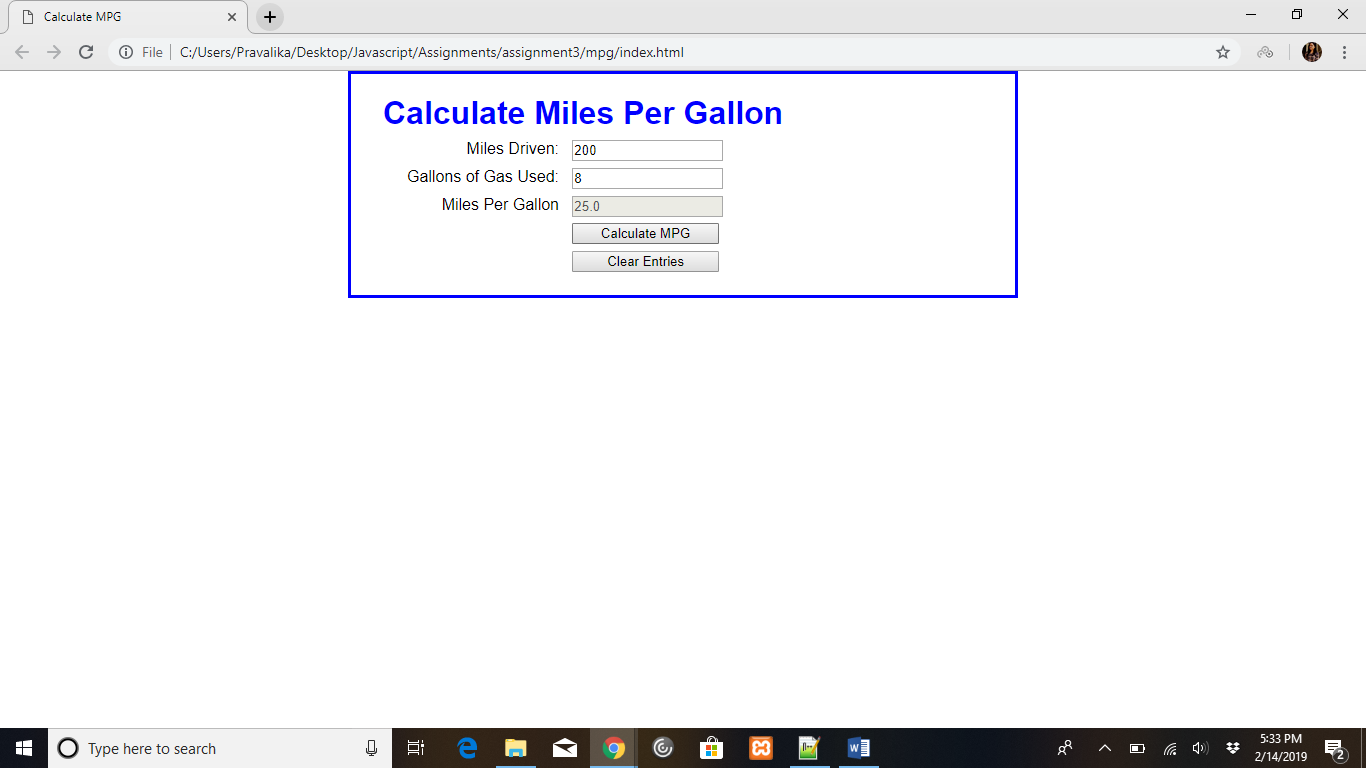 Calculate MPG
File
C:/Users/Pravalika/Desktop/Javascript/Assignments/assignment3/mpg/index.html
Calculate Miles Per Gallon
Miles Driven: 200
Gallons of Gas Used: 8
Miles Per Gallon 25.0
Calculate MPG
Clear Entries
Type here to search
5:33 PM
2/14/2019
2